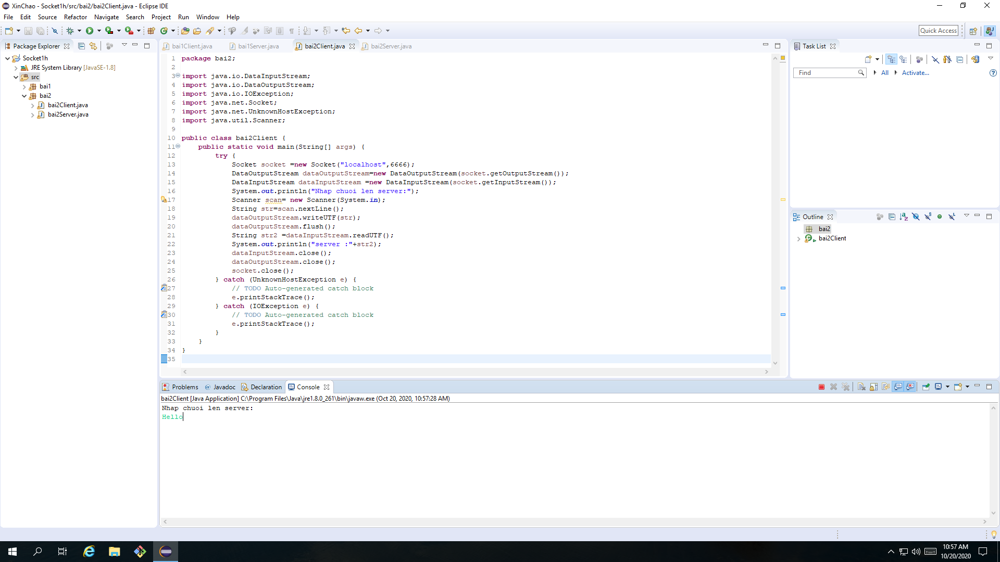 XinChao - Socket1h/src/bai2/bai2Client.java - Eclipse IDE
File Edit Source Refactor Navigate Search Project Run Window Help
Quick Access
Package Explorer
Socket1h
JRE System Library [JavaSE-1.8]
src
bai1
bai2
bai2Client.java
bai2Server.java
bai1Client.java bai1Server.java bai2Client.java bai2Server.java
1 package bai2;
2
3 import java.io.DataInputStream;
4 import java.io.DataOutputStream;
5 import java.io.IOException;
6 import java.net.Socket;
7 import java.net.UnknownHostException;
8 import java.util.Scanner;
9
10 public class bai2Client {
11 public static void main(String[] args) {
12 try {
13 Socket socket =new Socket("localhost",6666);
14 DataOutputStream dataOutputStream=new DataOutputStream(socket.getOutputStream());
15 DataInputStream dataInputStream =new DataInputStream(socket.getInputStream());
16 System.out.println("Nhap chuoi len server:");
17 Scanner scan= new Scanner(System.in);
18 String str=scan.nextLine();
19 dataOutputStream.writeUTF(str);
20 dataOutputStream.flush();
21 String str2 =dataInputStream.readUTF();
22 System.out.println("server :"+str2);
23 dataInputStream.close();
24 dataOutputStream.close();
25 socket.close();
26 } catch (UnknownHostException e) {
27 // TODO Auto-generated catch block
28 e.printStackTrace();
29 } catch (IOException e) {
30 // TODO Auto-generated catch block
31 e.printStackTrace();
32 }
33 }
34 }
35
Task List
Find All Activate...
Outline
bai2
bai2Client
Problems @ Javadoc Declaration Console
bai2Client [Java Application] C:\Program Files\Java\jre1.8.0_261\bin\javaw.exe (Oct 20, 2020, 10:57:28 AM)
Nhap chuoi len server:
Hello
10:57 AM
10/20/2020